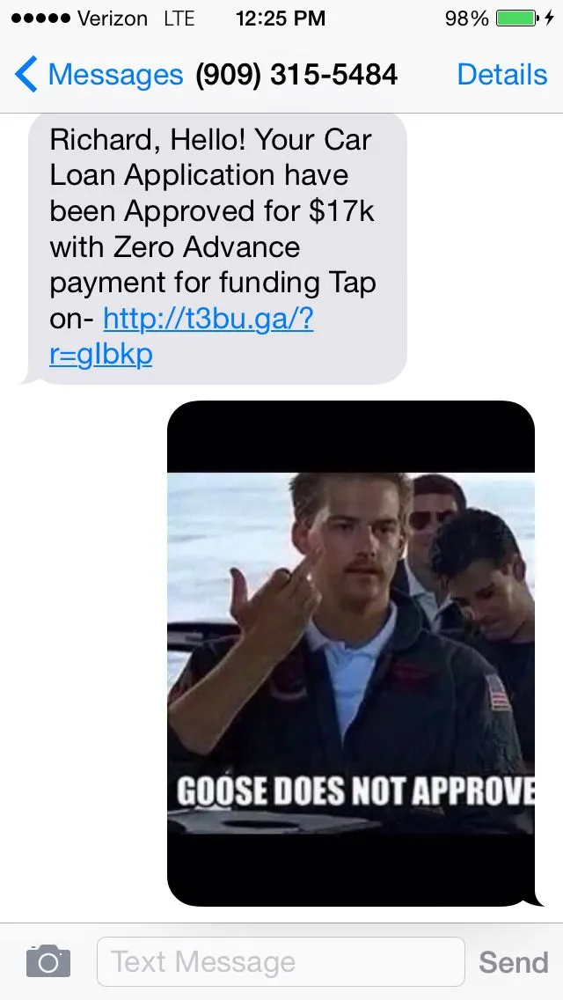 Verizon LTE 12:25 PM 98%
Messages (909) 315-5484 Details
Richard, Hello! Your Car
Loan Application have
been Approved for $17k
with Zero Advance
payment for funding Tap
on- http://t3bu.ga/?
r=glbkp
GOOSE DOES NOT APPROVE
Text Message Send